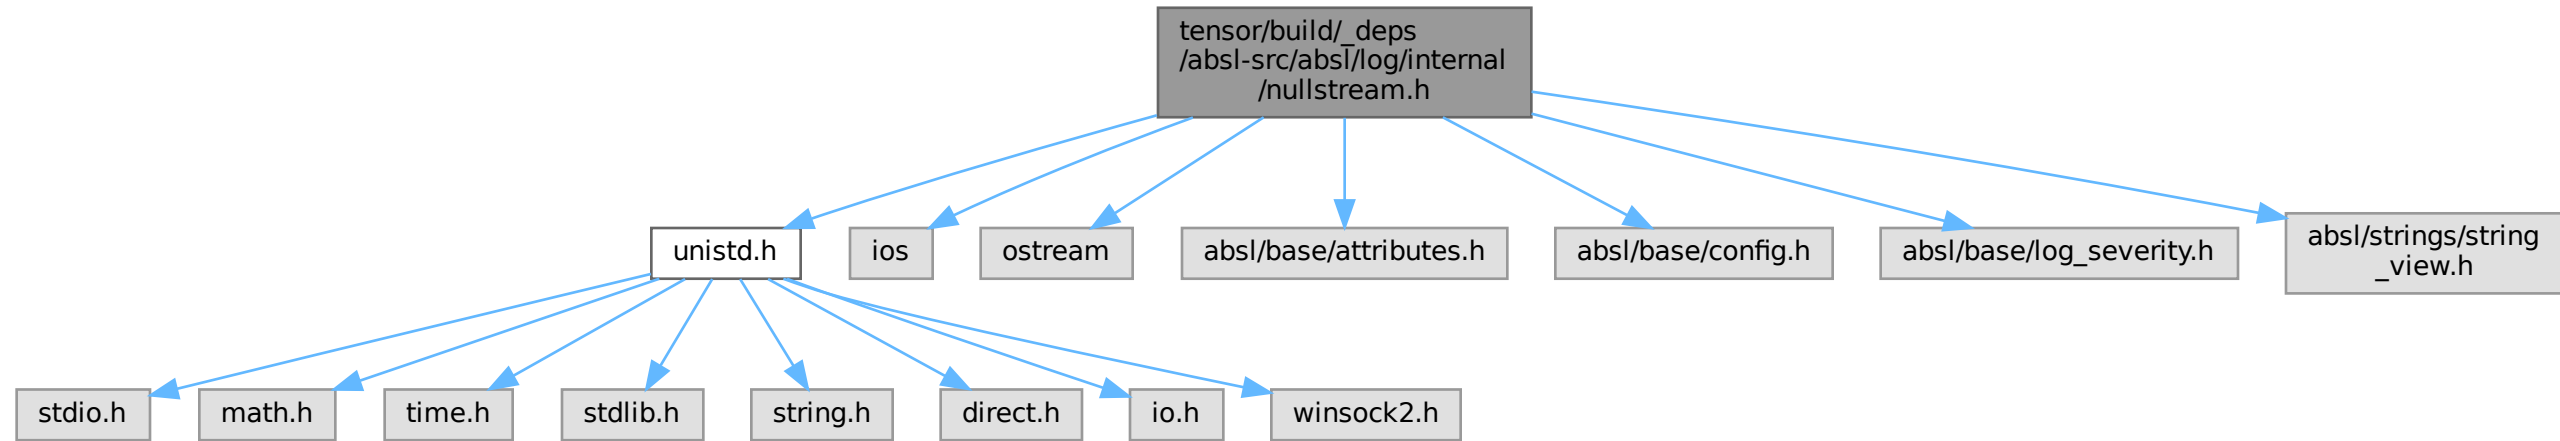 tensor/build/_deps
/absl-src/absl/log/internal
/nullstream.h
unistd.h
ios
ostream
absl/base/attributes.h
absl/base/config.h
absl/base/log_severity.h
absl/strings/string
_view.h
stdio.h
math.h
time.h
stdlib.h
string.h
direct.h
io.h
winsock2.h